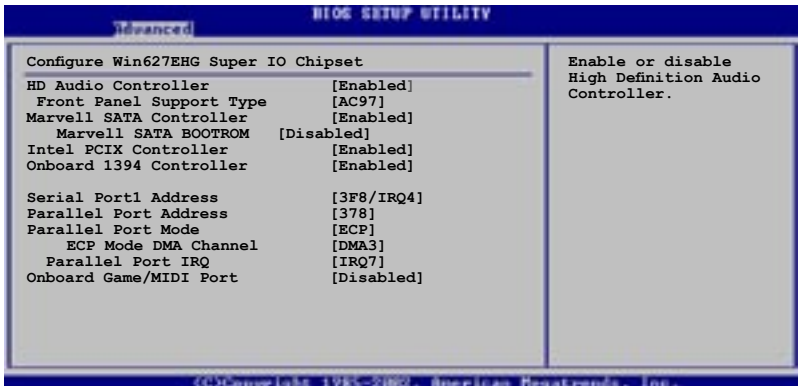 BIOS SETUP UTILITY
Advanced
Configure Win627EHG Super IO Chipset
HD Audio Controller [Enabled]
Front Panel Support Type [AC97]
Marvell SATA Controller [Enabled]
Marvell SATA BOOTROM [Disabled]
Intel PCIX Controller [Enabled]
Onboard 1394 Controller [Enabled]
Serial Port1 Address [3F8/IRQ4]
Parallel Port Address [378]
Parallel Port Mode [ECP]
ECP Mode DMA Channel [DMA3]
Parallel Port IRQ [IRQ7]
Onboard Game/MIDI Port [Disabled]
Enable or disable
High Definition Audio
Controller.
(C)Copyright 1985-2002, American Megatrends, Inc.